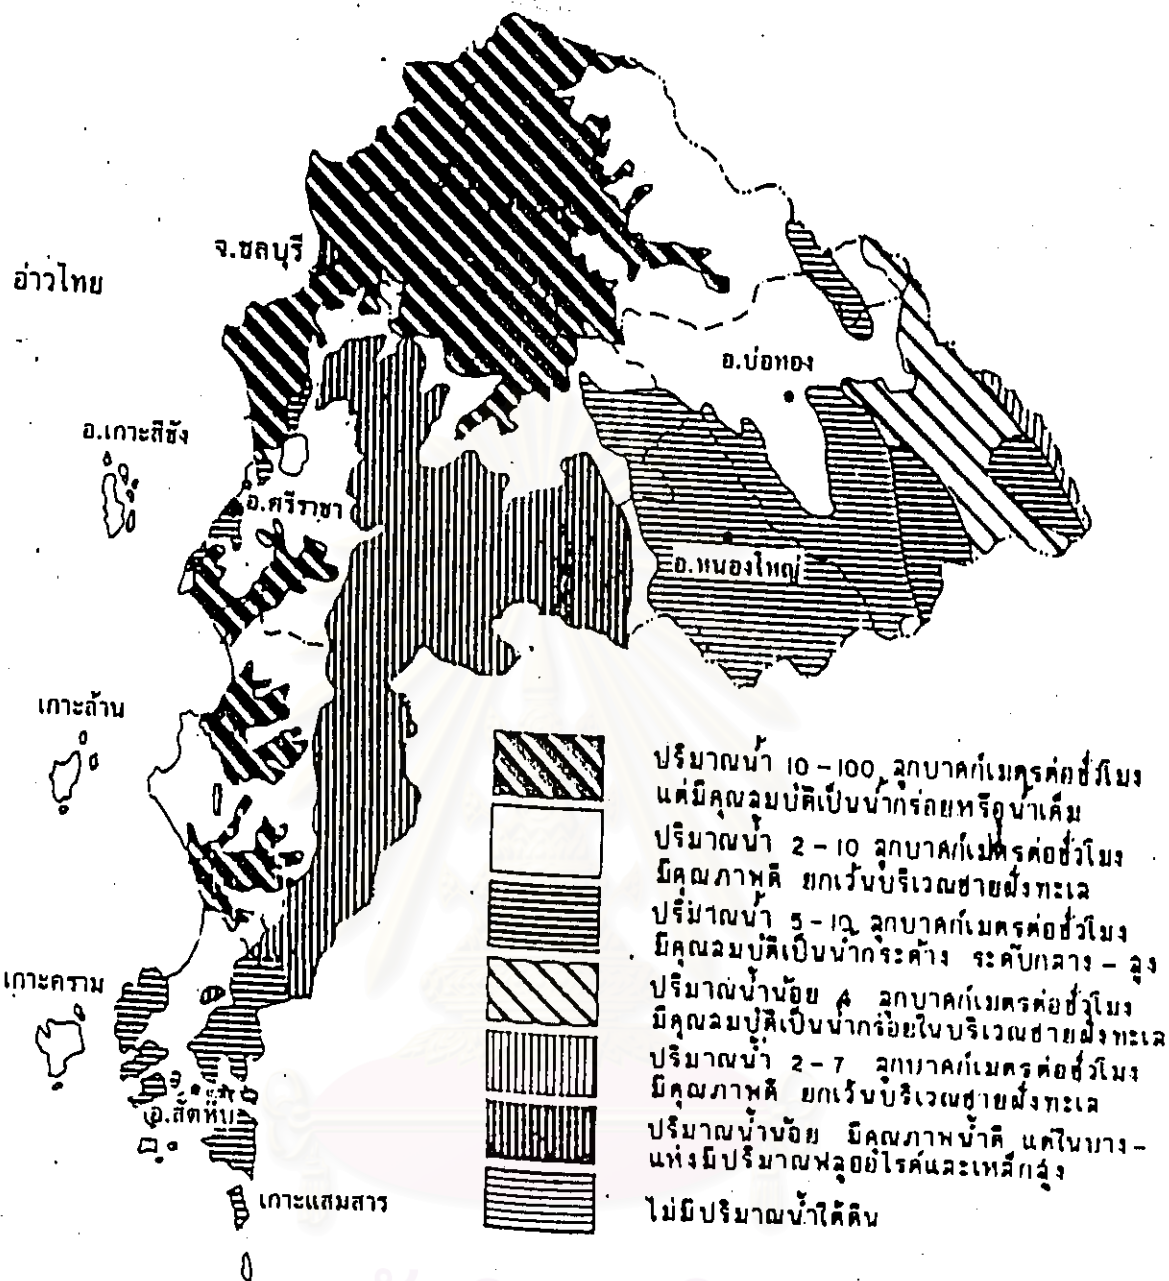 จ.ชลบุรี
อ่าวไทย
อ.บ่อทอง
อ.เกาะสีชัง
อ.ศรีราชา
อ.หนองใหญ่
เกาะล้าน
ปริมาณน้ำ 10-100 ลูกบาศก์เมตรต่อชั่วโมง
แต่มีคุณสมบัติเป็นน้ำกร่อยหรือน้ำเค็ม
ปริมาณน้ำ 2-10 ลูกบาศก์เมตรต่อชั่วโมง
มีคุณภาพดี ยกเว้นบริเวณชายฝั่งทะเล
ปริมาณน้ำ 5-10 ลูกบาศก์เมตรต่อชั่วโมง
มีคุณสมบัติเป็นน้ำกระด้าง ระดับกลาง - สูง
เกาะคราม
ปริมาณน้ำน้อย 4 ลูกบาศก์เมตรต่อชั่วโมง
มีคุณสมบัติเป็นน้ำกร่อยในบริเวณชายฝั่งทะเล
ปริมาณน้ำ 2-7 ลูกบาศก์เมตรต่อชั่วโมง
มีคุณภาพดี ยกเว้นบริเวณชายฝั่งทะเล
อ.สัตหีบ
ปริมาณน้ำน้อย มีคุณภาพน้ำดี แต่ในบาง-
แห่งมีปริมาณฟลูออไรด์และเหล็กสูง
เกาะแสมสาร
ไม่มีปริมาณน้ำใต้ดิน